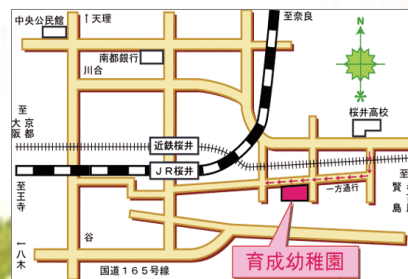 中央公民館
↑天理
至奈良
N
南都銀行
川合
桜井高校
至京都
大阪
近鉄桜井
JR桜井
至王寺
一方通行
至
賢島
↑八木
谷
育成幼稚園
国道165号線